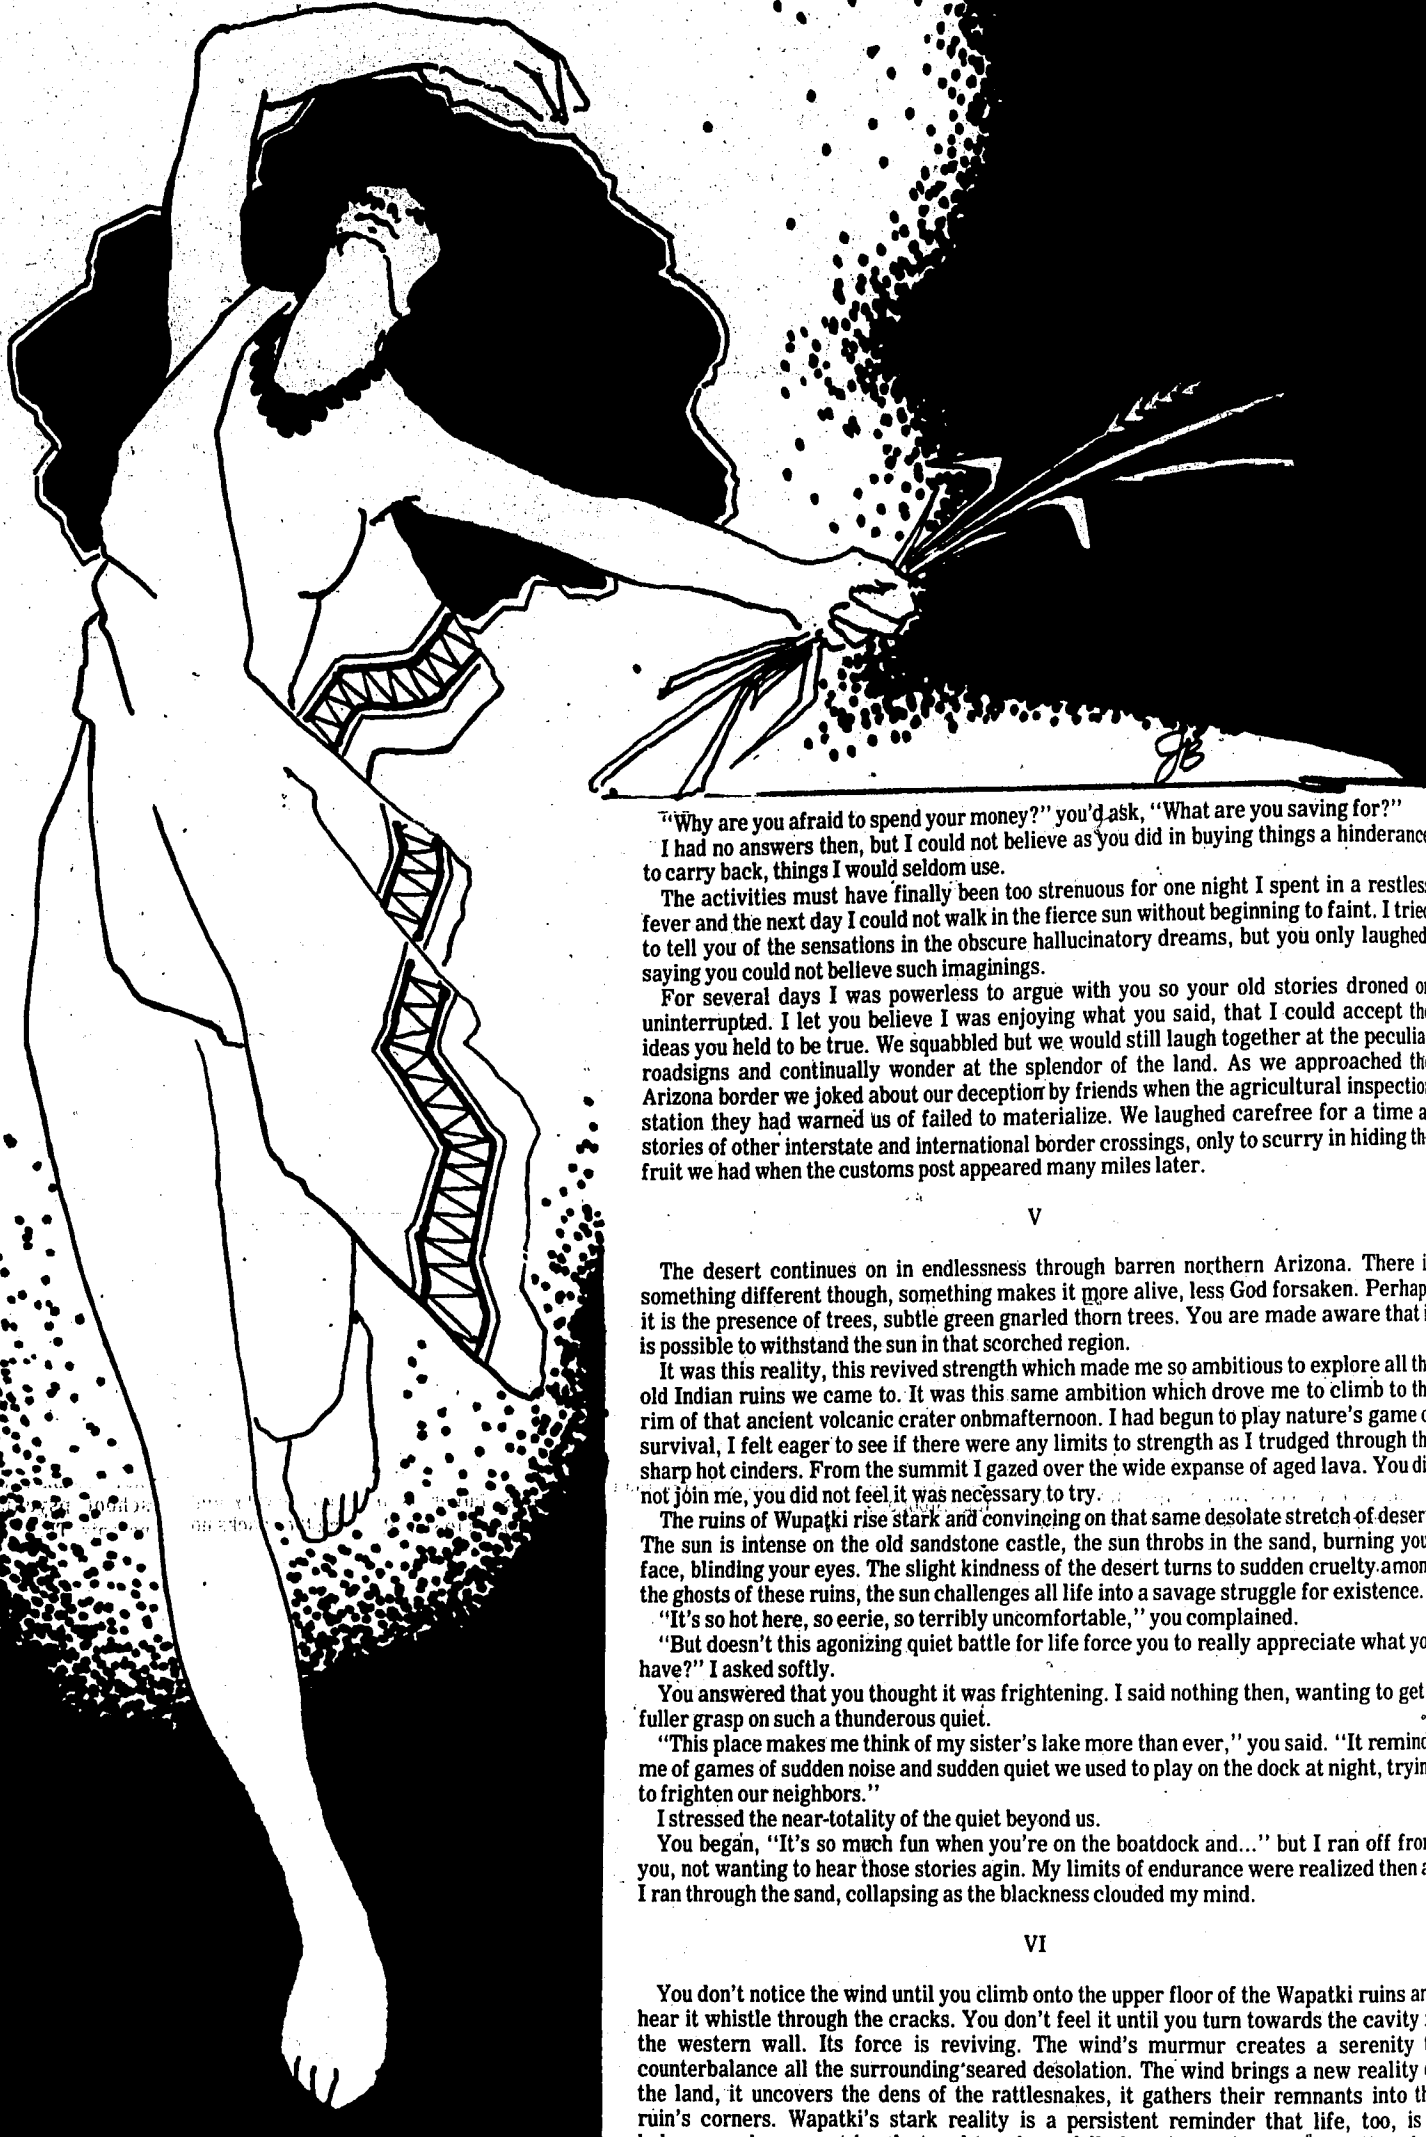 JB
"Why are you afraid to spend your money?" you'd ask, "What are you saving for?"
I had no answers then, but I could not believe as you did in buying things a hinderance
to carry back, things I would seldom use.
The activities must have finally been too strenuous for one night I spent in a restless
fever and the next day I could not walk in the fierce sun without beginning to faint. I tried
to tell you of the sensations in the obscure hallucinatory dreams, but you only laughed
saying you could not believe such imaginings.
For several days I was powerless to argue with you so your old stories droned on
uninterrupted. I let you believe I was enjoying what you said, that I could accept the
ideas you held to be true. We squabbled but we would still laugh together at the peculiar
roadsigns and continually wonder at the splendor of the land. As we approached the
Arizona border we joked about our deception by friends when the agricultural inspection
station they had warned us of failed to materialize. We laughed carefree for a time a
stories of other interstate and international border crossings, only to scurry in hiding th
fruit we had when the customs post appeared many miles later.
V
The desert continues on in endlessness through barren northern Arizona. There i
something different though, something makes it more alive, less God forsaken. Perhap
it is the presence of trees, subtle green gnarled thorn trees. You are made aware that i
is possible to withstand the sun in that scorched region.
It was this reality, this revived strength which made me so ambitious to explore all th
old Indian ruins we came to. It was this same ambition which drove me to climb to th
rim of that ancient volcanic crater onbmafternoon. I had begun to play nature's game o
survival, I felt eager to see if there were any limits to strength as I trudged through th
sharp hot cinders. From the summit I gazed over the wide expanse of aged lava. You di
not join me, you did not feel it was necessary to try.
The ruins of Wupatki rise stark and convincing on that same desolate stretch of deser
The sun is intense on the old sandstone castle, the sun throbs in the sand, burning you
face, blinding your eyes. The slight kindness of the desert turns to sudden cruelty amon
the ghosts of these ruins, the sun challenges all life into a savage struggle for existence.
"It's so hot here, so eerie, so terribly uncomfortable," you complained.
"But doesn't this agonizing quiet battle for life force you to really appreciate what yo
have?" I asked softly.
You answered that you thought it was frightening. I said nothing then, wanting to get
fuller grasp on such a thunderous quiet.
"This place makes me think of my sister's lake more than ever," you said. "It remind
me of games of sudden noise and sudden quiet we used to play on the dock at night, tryin
to frighten our neighbors."
I stressed the near-totality of the quiet beyond us.
You began, "It's so much fun when you're on the boatdock and..." but I ran off fro
you, not wanting to hear those stories agin. My limits of endurance were realized then a
I ran through the sand, collapsing as the blackness clouded my mind.
VI
You don't notice the wind until you climb onto the upper floor of the Wapatki ruins an
hear it whistle through the cracks. You don't feel it until you turn towards the cavity
the western wall. Its force is reviving. The wind's murmur creates a serenity t
counterbalance all the surrounding seared desolation. The wind brings a new reality
the land, it uncovers the dens of the rattlesnakes, it gathers their remnants into th
ruin's corners. Wapatki's stark reality is a persistent reminder that life, too, is